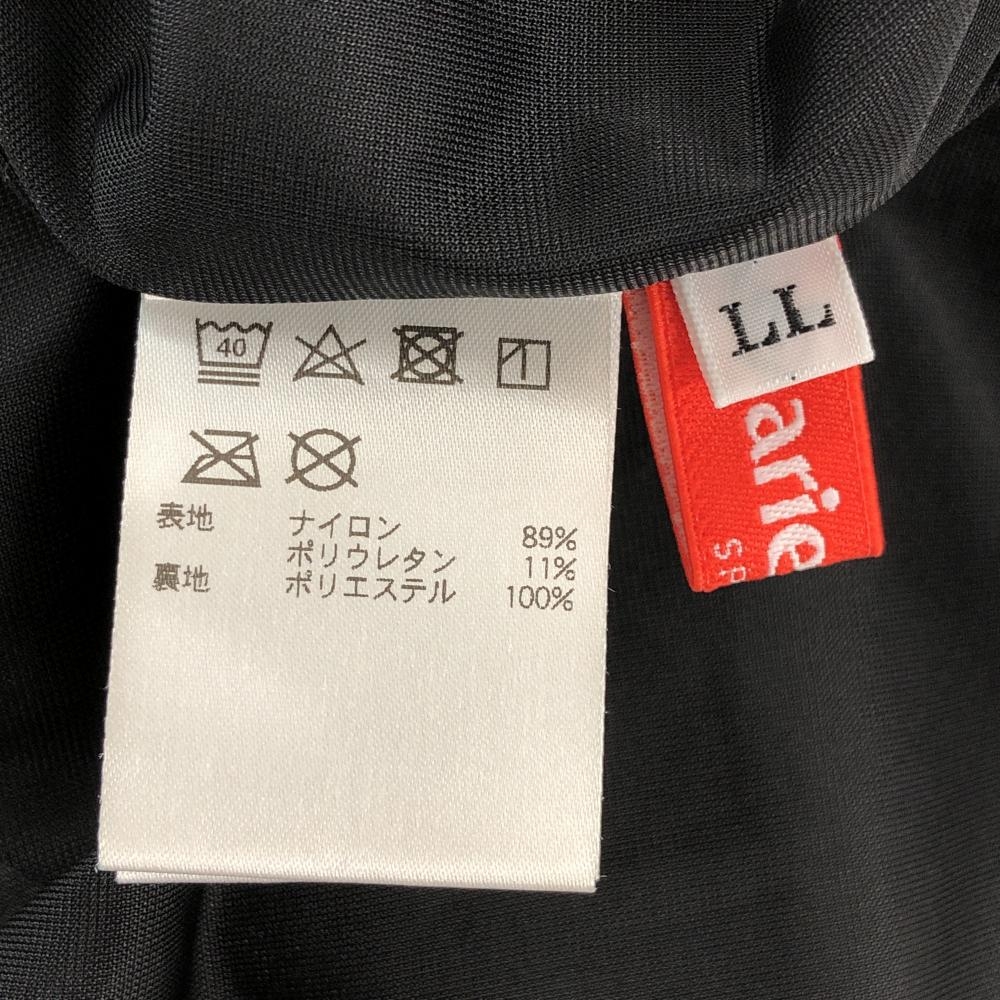 40
表地 ナイロン 89%
ポリウレタン 11%
裏地 ポリエステル 100%
LL
arie
SP